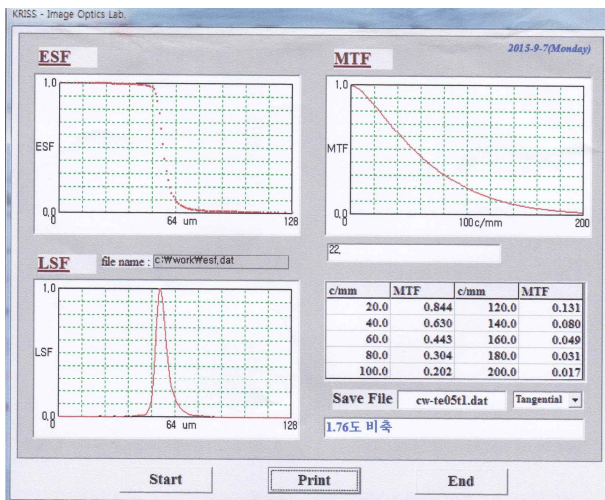 KRISS - Image Optics Lab.
2015-9-7(Monday)
ESF
1,0
ESF
0,0
0
64 um
128
MTF
1,0
MTF
0,0
0
100 c/mm
200
22,
LSF
file name : c:₩work₩esf,dat
1,0
LSF
0,0
0
64 um
128
c/mm MTF c/mm MTF
20.0 0.844 120.0 0.131
40.0 0.630 140.0 0.080
60.0 0.443 160.0 0.049
80.0 0.304 180.0 0.031
100.0 0.202 200.0 0.017
Save File cw-te05t1.dat Tangential
1.76도 비축
Start Print End